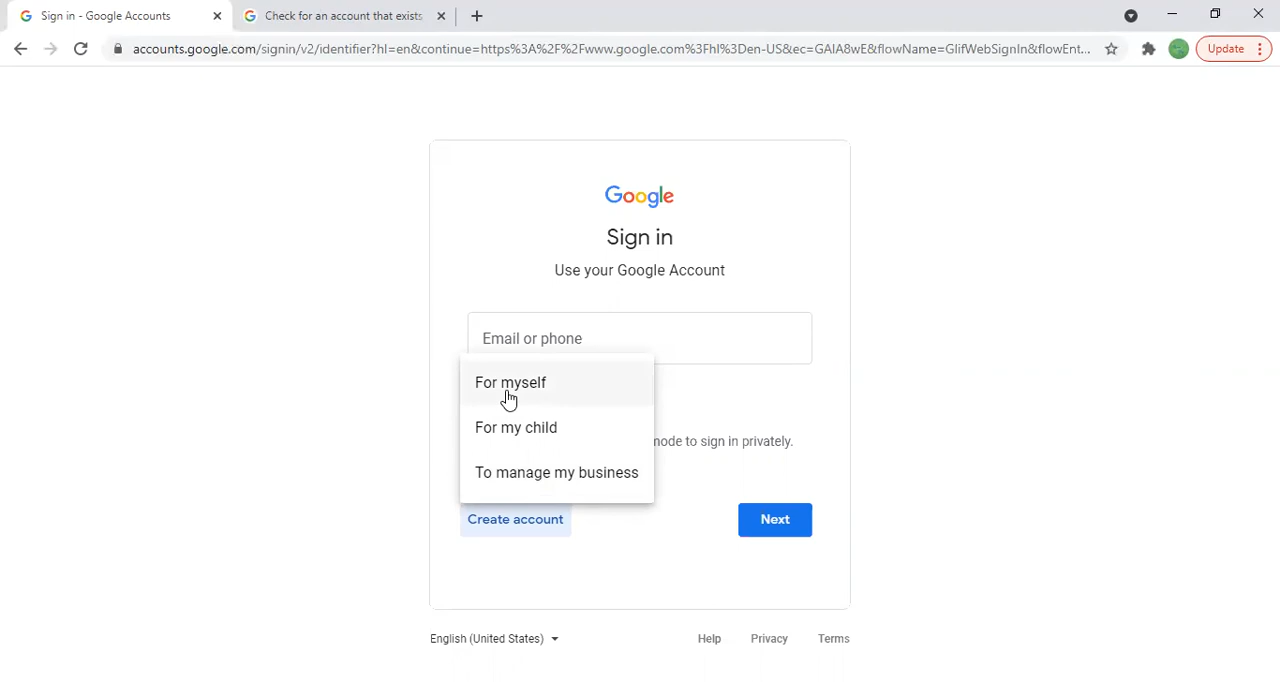 Sign in - Google Accounts
Check for an account that exists
accounts.google.com/signin/v2/identifier?hl=en&continue=https%3A%2F%2Fwww.google.com%3Fhl%3Den-US&ec=GAlA8wE&flowName=GlifWebSignIn&flowEnt...
Update
Google
Sign in
Use your Google Account
Email or phone
For myself
For my child
mode to sign in privately.
To manage my business
Create account
Next
English (United States)
Help
Privacy
Terms